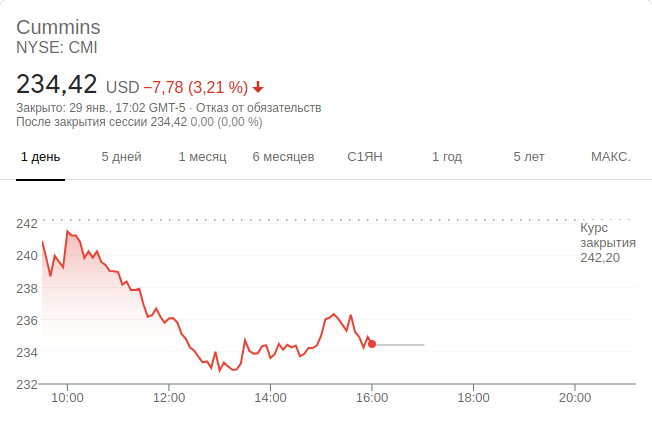 Cummins
NYSE: CMI
234,42 USD −7,78 (3,21 %)
Закрыто: 29 янв., 17:02 GMT-5 · Отказ от обязательств
После закрытия сессии 234,42 0,00 (0,00 %)
1 день 5 дней 1 месяц 6 месяцев С1ЯН 1 год 5 лет МАКС.
242
240
238
236
234
232
Курс
закрытия
242,20
10:00 12:00 14:00 16:00 18:00 20:00